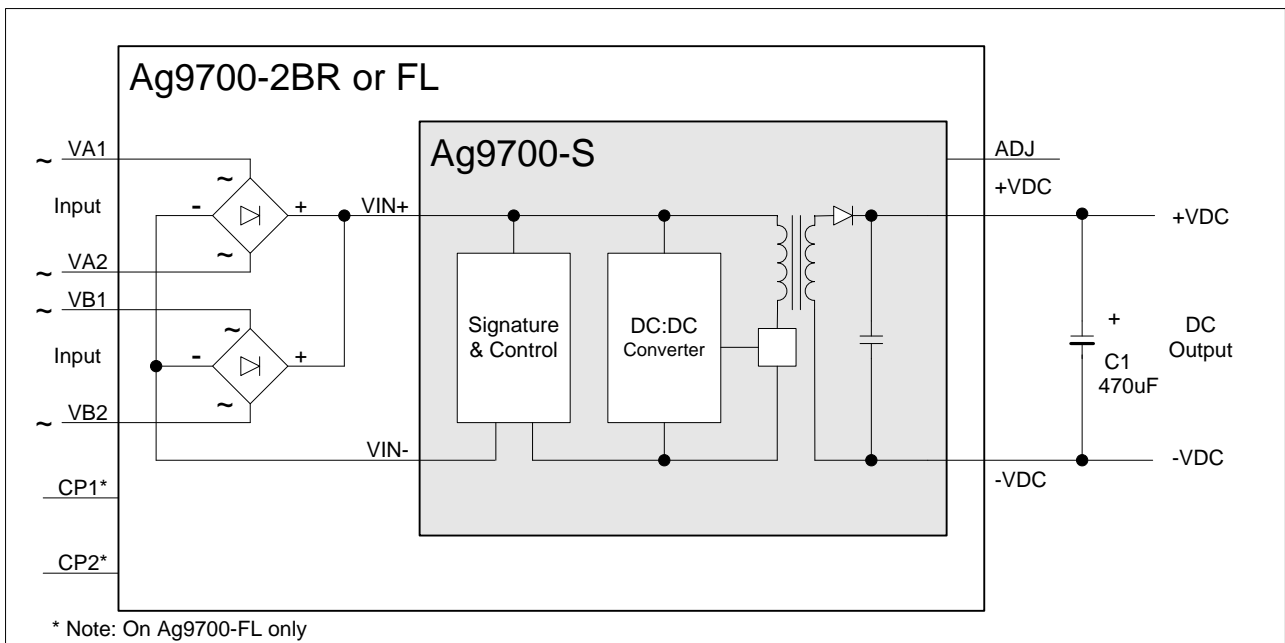 Ag9700-2BR or FL
Ag9700-S
~ VA1
~
Input
- +
VIN+
~ VA2
~
~ VB1
~
Input
- +
~ VB2
~
VIN-
CP1*
CP2*
Signature
& Control
DC:DC
Converter
ADJ
+VDC
+VDC
+
C1
470uF
DC
Output
-VDC
-VDC
* Note: On Ag9700-FL only